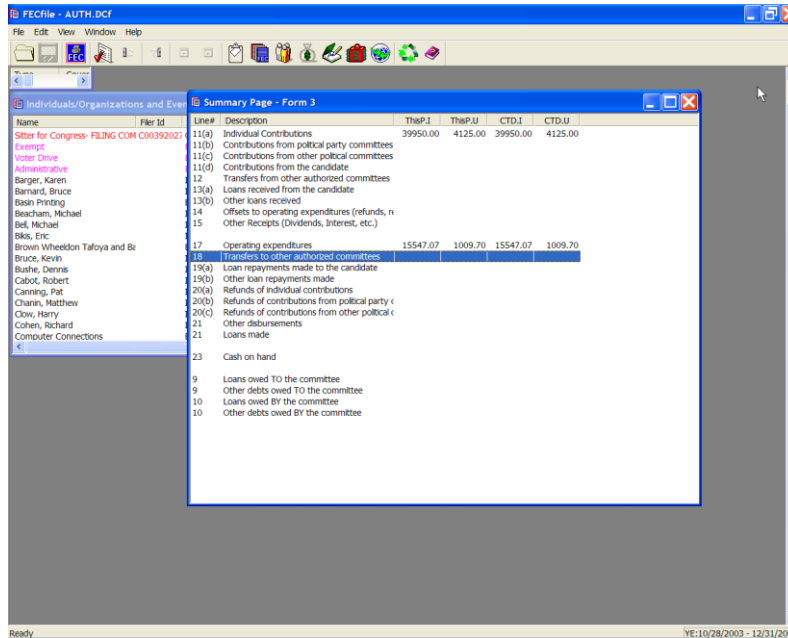 FECfile - AUTH.DCf
File Edit View Window Help
FEC
Individuals/Organizations and Even
Name Filer Id
Sitter for Congress- FILING COM C00392027
Exempt
Voter Drive
Administrative
Barger, Karen
Barnard, Bruce
Basin Printing
Beacham, Michael
Bell, Michael
Bikis, Eric
Brown Wheeldon Tafoya and Ba
Bruce, Kevin
Bushe, Dennis
Cabot, Robert
Canning, Pat
Chanin, Matthew
Clow, Harry
Cohen, Richard
Computer Connections
Summary Page - Form 3
Line# Description ThisP.I ThisP.U CTD.I CTD.U
11(a) Individual Contributions 39950.00 4125.00 39950.00 4125.00
11(b) Contributions from political party committees
11(c) Contributions from other political committees
11(d) Contributions from the candidate
12 Transfers from other authorized committees
13(a) Loans received from the candidate
13(b) Other loans received
14 Offsets to operating expenditures (refunds, re
15 Other Receipts (Dividends, Interest, etc.)
17 Operating expenditures 15547.07 1009.70 15547.07 1009.70
18 Transfers to other authorized committees
19(a) Loan repayments made to the candidate
19(b) Other loan repayments made
20(a) Refunds of individual contributions
20(b) Refunds of contributions from political party c
20(c) Refunds of contributions from other political c
21 Other disbursements
21 Loans made
23 Cash on hand
9 Loans owed TO the committee
9 Other debts owed TO the committee
10 Loans owed BY the committee
10 Other debts owed BY the committee
Ready YE:10/28/2003 - 12/31/20